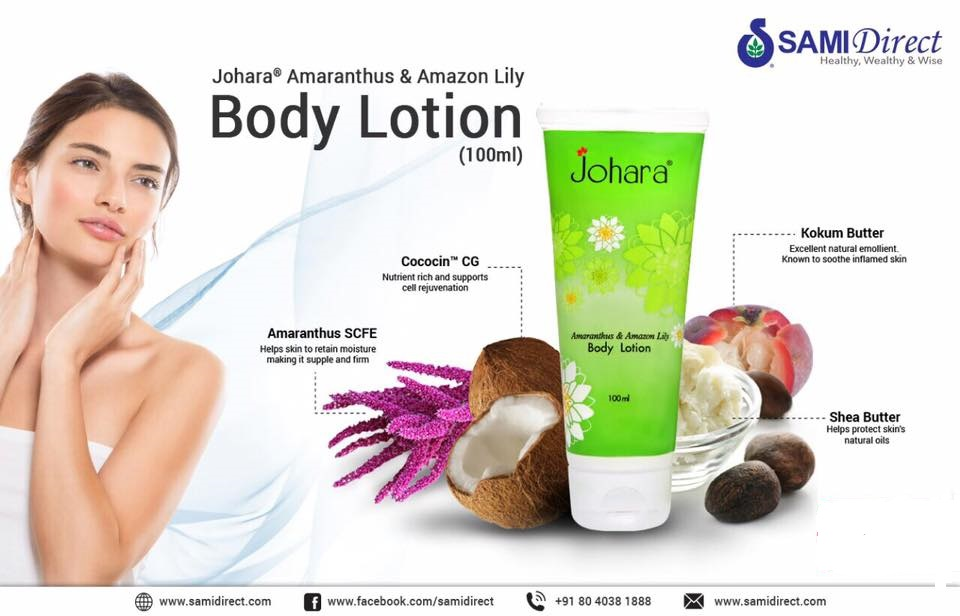 SAMIDirect
Healthy, Wealthy & Wise
Johara® Amaranthus & Amazon Lily
Body Lotion
(100ml)
Johara®
Amaranthus & Amazon Lily
Body Lotion
100 ml
Cococin™ CG
Nutrient rich and supports
cell rejuvenation
Amaranthus SCFE
Helps skin to retain moisture
making it supple and firm
Kokum Butter
Excellent natural emollient.
Known to soothe inflamed skin
Shea Butter
Helps protect skin's
natural oils
www.samidirect.com www.facebook.com/samidirect +91 80 4038 1888 www.samidirect.com